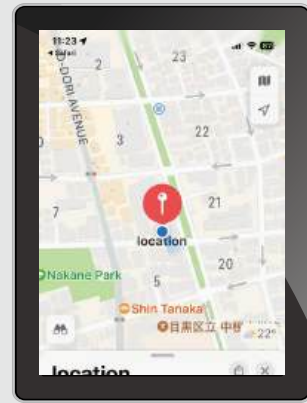 11:23
Safari
D-DORI AVENUE
2
23
3
22
7
21
location
20
Nakane Park
5
Shin Tanaka
目黒区立 中根
22°
location